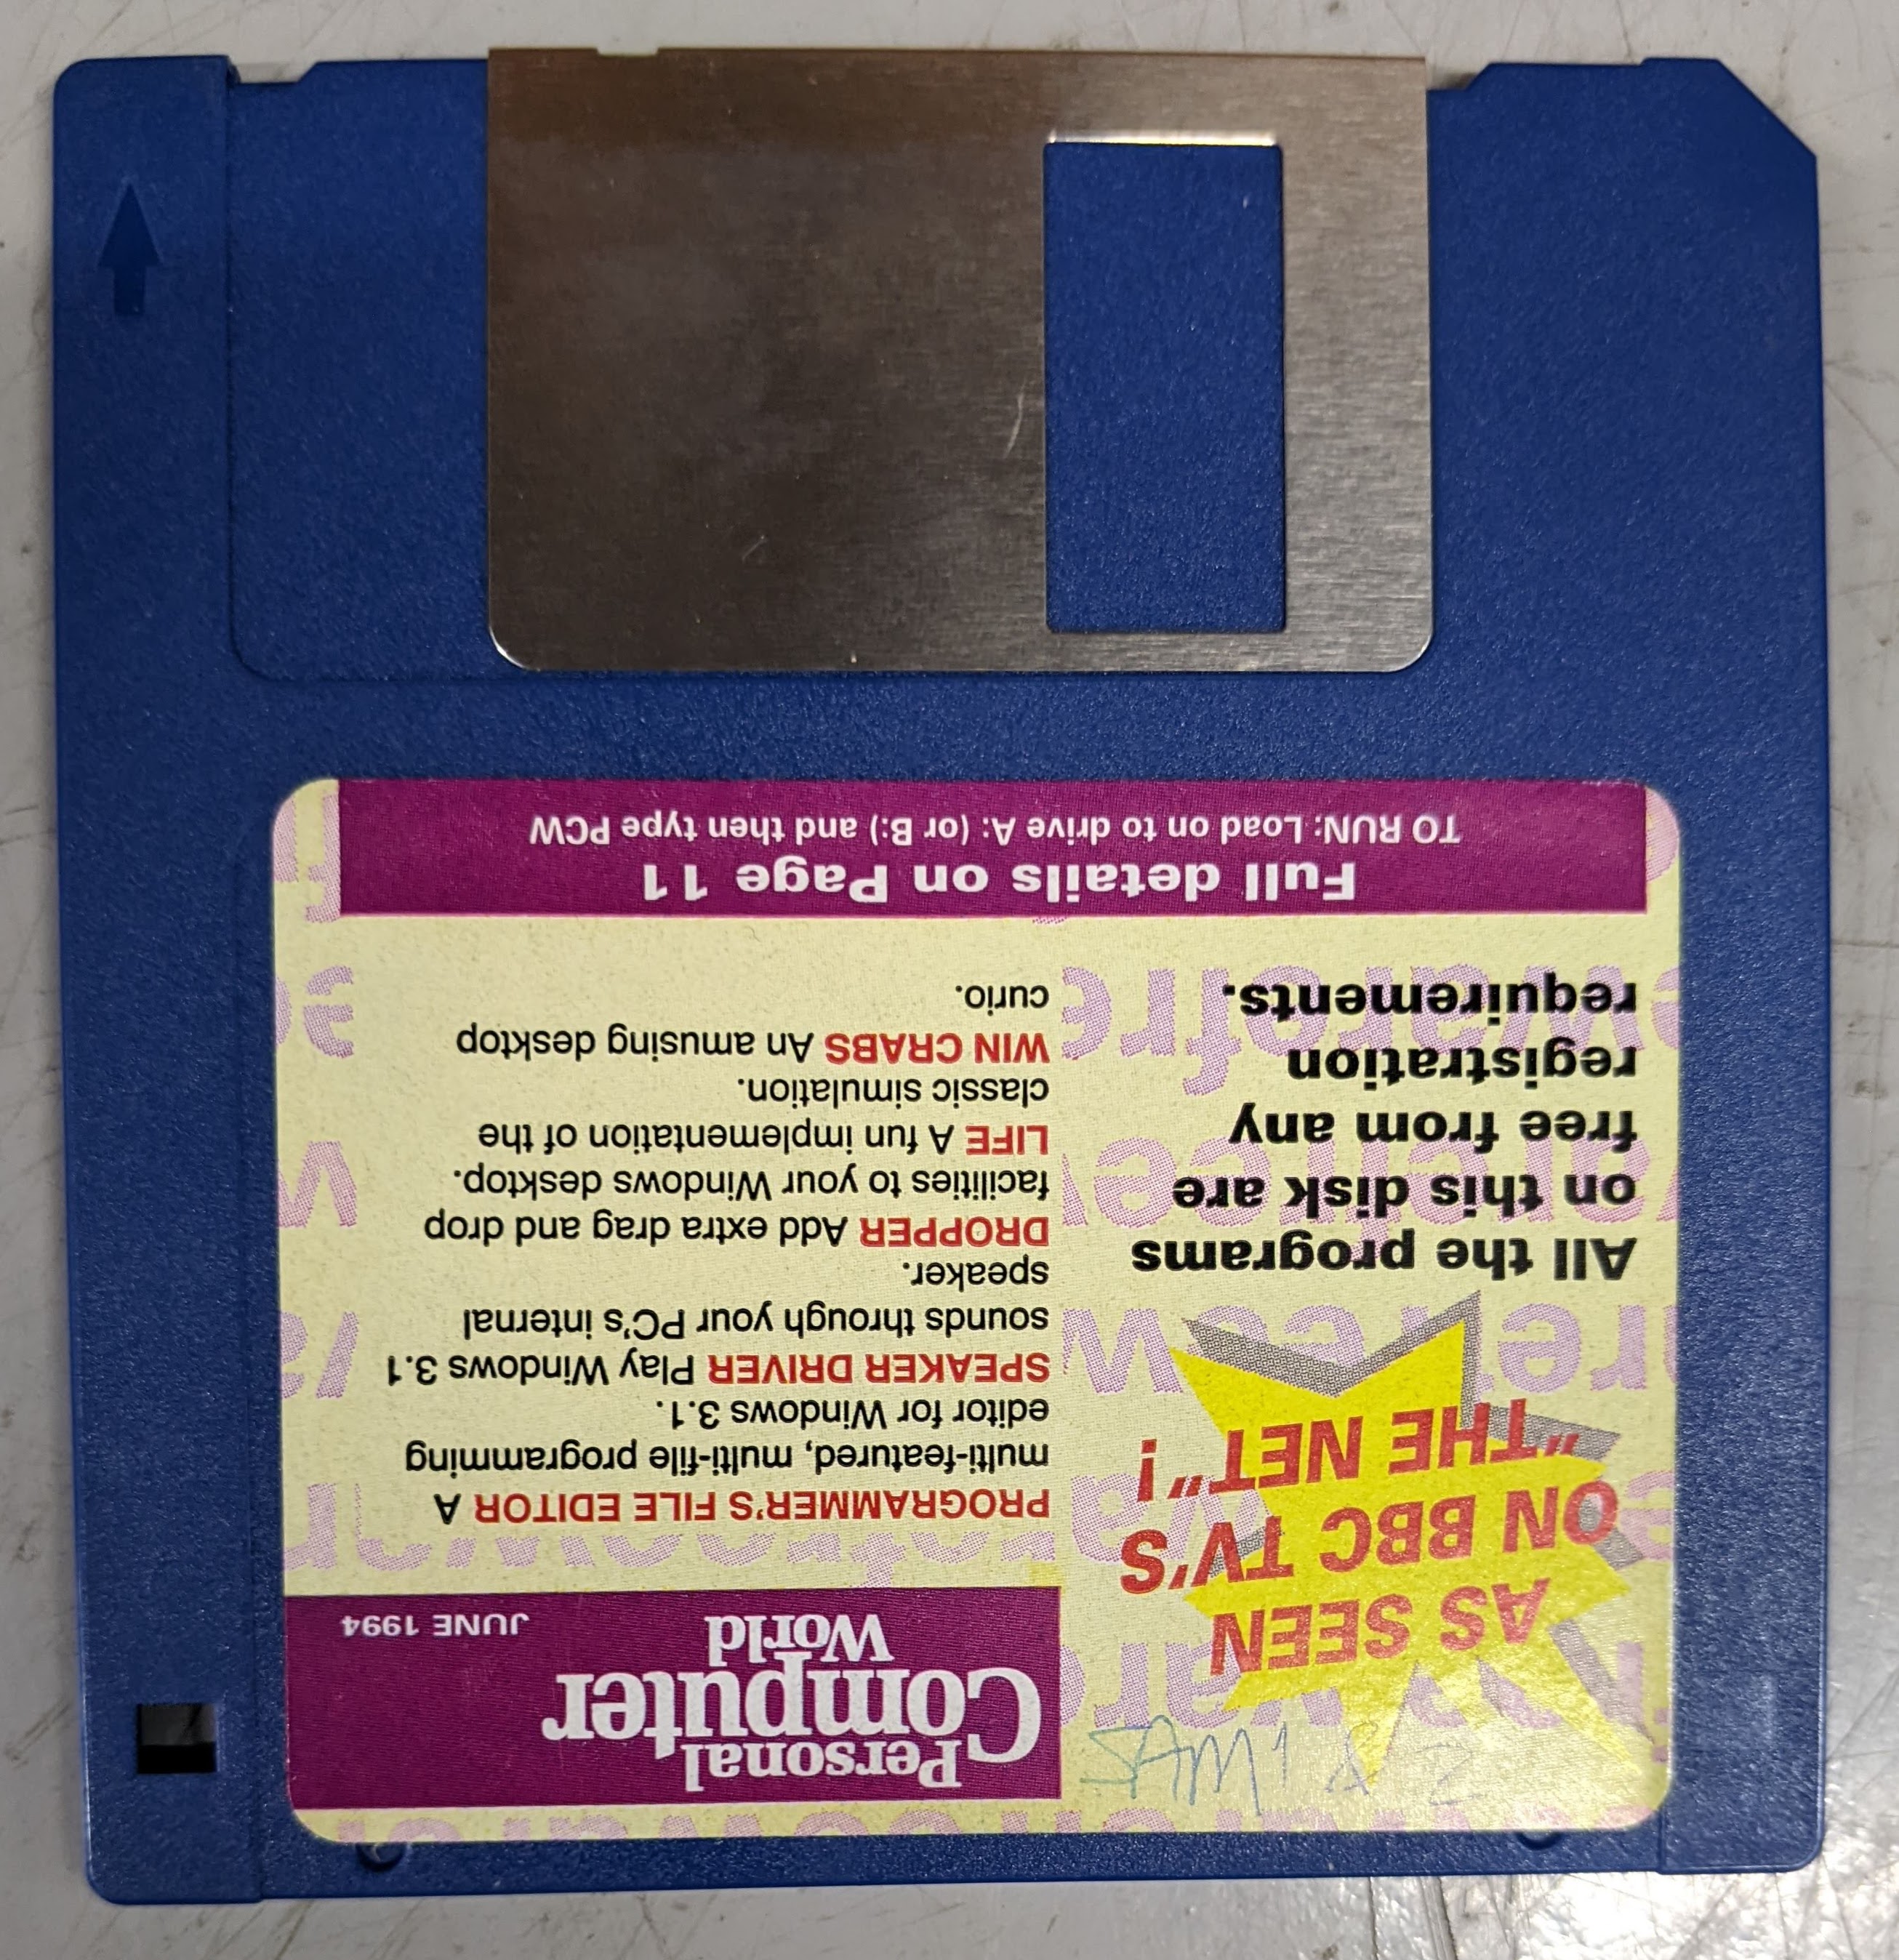 AS SEEN
ON BBC TV'S
"THE NET"!
All the programs
on this disk are
free from any
registration
requirements.
Personal
Computer
World
JUNE 1994
PROGRAMMER'S FILE EDITOR A
multi-featured, multi-file programming
editor for Windows 3.1.
SPEAKER DRIVER Play Windows 3.1
sounds through your PC's internal
speaker.
DROPPER Add extra drag and drop
facilities to your Windows desktop.
LIFE A fun implementation of the
classic simulation.
WIN CRABS An amusing desktop
curio.
Full details on Page 11
TO RUN: Load on to drive A: (or B:) and then type PCW
SAM 1 & 2